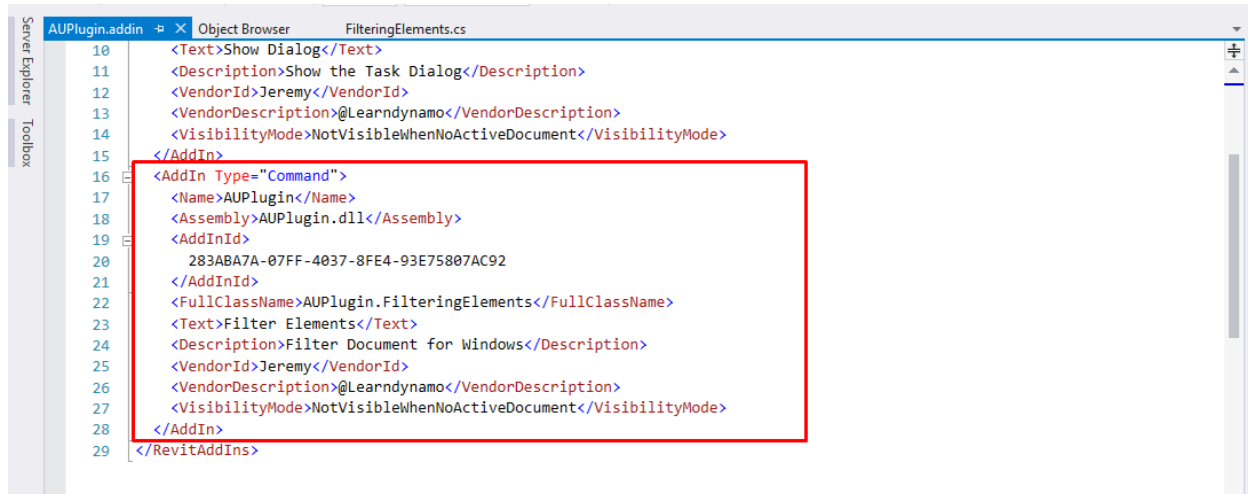 Server Explorer
Toolbox
AUPlugin.addin Object Browser FilteringElements.cs
10 <Text>Show Dialog</Text>
11 <Description>Show the Task Dialog</Description>
12 <VendorId>Jeremy</VendorId>
13 <VendorDescription>@Learndynamo</VendorDescription>
14 <VisibilityMode>NotVisibleWhenNoActiveDocument</VisibilityMode>
15 </AddIn>
16 <AddIn Type="Command">
17 <Name>AUPlugin</Name>
18 <Assembly>AUPlugin.dll</Assembly>
19 <AddInId>
20 283ABA7A-07FF-4037-8FE4-93E75807AC92
21 </AddInId>
22 <FullClassName>AUPlugin.FilteringElements</FullClassName>
23 <Text>Filter Elements</Text>
24 <Description>Filter Document for Windows</Description>
25 <VendorId>Jeremy</VendorId>
26 <VendorDescription>@Learndynamo</VendorDescription>
27 <VisibilityMode>NotVisibleWhenNoActiveDocument</VisibilityMode>
28 </AddIn>
29 </RevitAddIns>